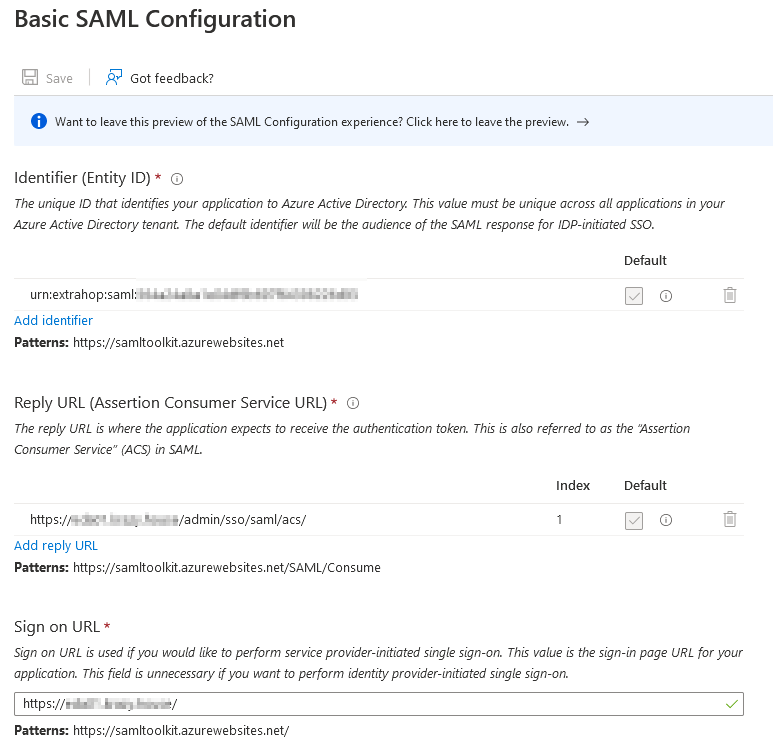 Basic SAML Configuration
Save
Got feedback?
Want to leave this preview of the SAML Configuration experience? Click here to leave the preview. →
Identifier (Entity ID) *
The unique ID that identifies your application to Azure Active Directory. This value must be unique across all applications in your
Azure Active Directory tenant. The default identifier will be the audience of the SAML response for IDP-initiated SSO.
Default
urn:extrahop:saml:
Add identifier
Patterns: https://samltoolkit.azurewebsites.net
Reply URL (Assertion Consumer Service URL) *
The reply URL is where the application expects to receive the authentication token. This is also referred to as the "Assertion
Consumer Service" (ACS) in SAML.
Index Default
https:// /admin/sso/saml/acs/ 1
Add reply URL
Patterns: https://samltoolkit.azurewebsites.net/SAML/Consume
Sign on URL *
Sign on URL is used if you would like to perform service provider-initiated single sign-on. This value is the sign-in page URL for your
application. This field is unnecessary if you want to perform identity provider-initiated single sign-on.
https:// /
Patterns: https://samltoolkit.azurewebsites.net/